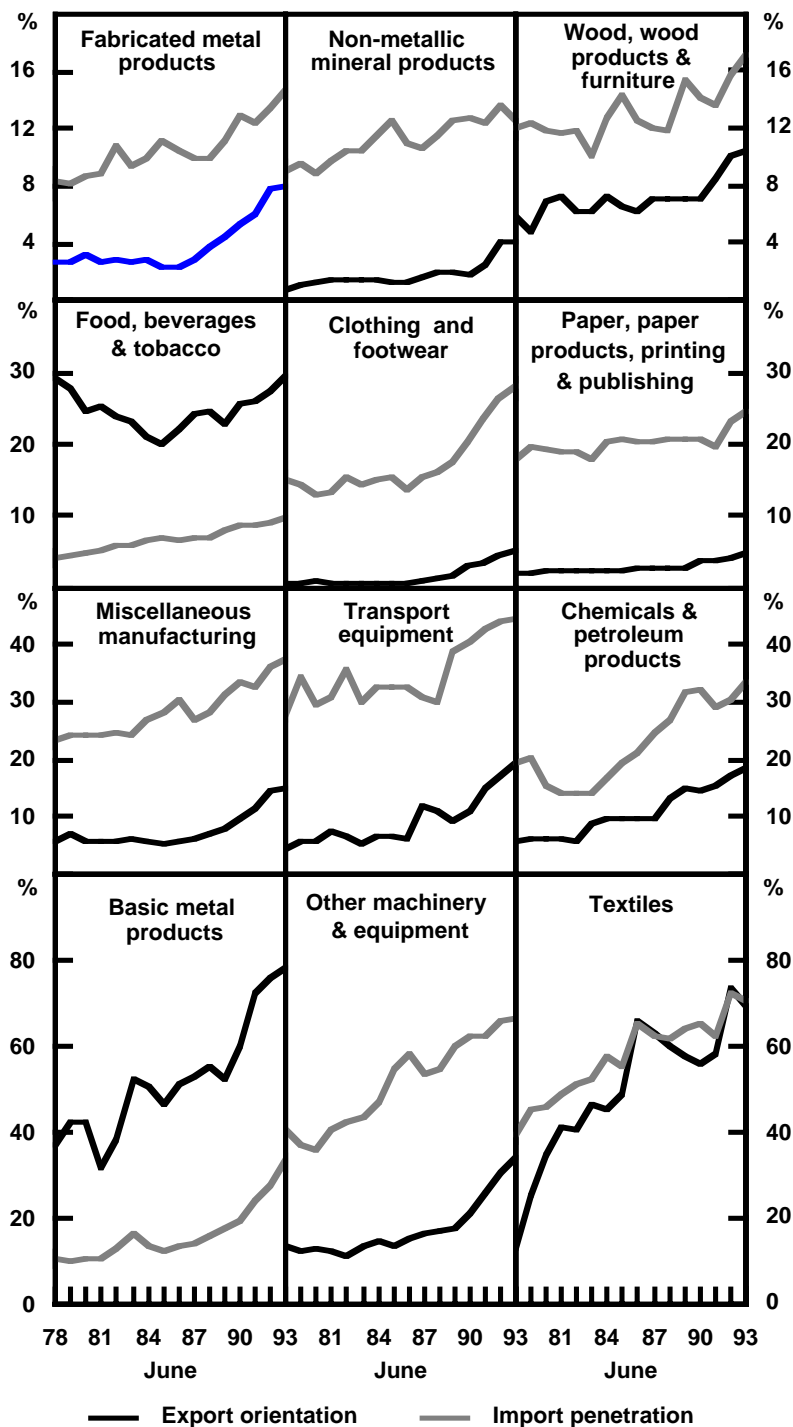 % %
Fabricated metal
products
Non-metallic
mineral products
Wood, wood
products &
furniture
16 16
12 12
8 8
4 4
% %
Food, beverages
& tobacco
Clothing and
footwear
Paper, paper
products, printing
& publishing
30 30
20 20
10 10
% %
Miscellaneous
manufacturing
Transport
equipment
Chemicals &
petroleum
products
40 40
30 30
20 20
10 10
% %
Basic metal
products
Other machinery
& equipment
Textiles
80 80
60 60
40 40
20 20
0 0
78 81 84 87 90 93 81 84 87 90 93 81 84 87 90 93
June June June
Export orientation Import penetration